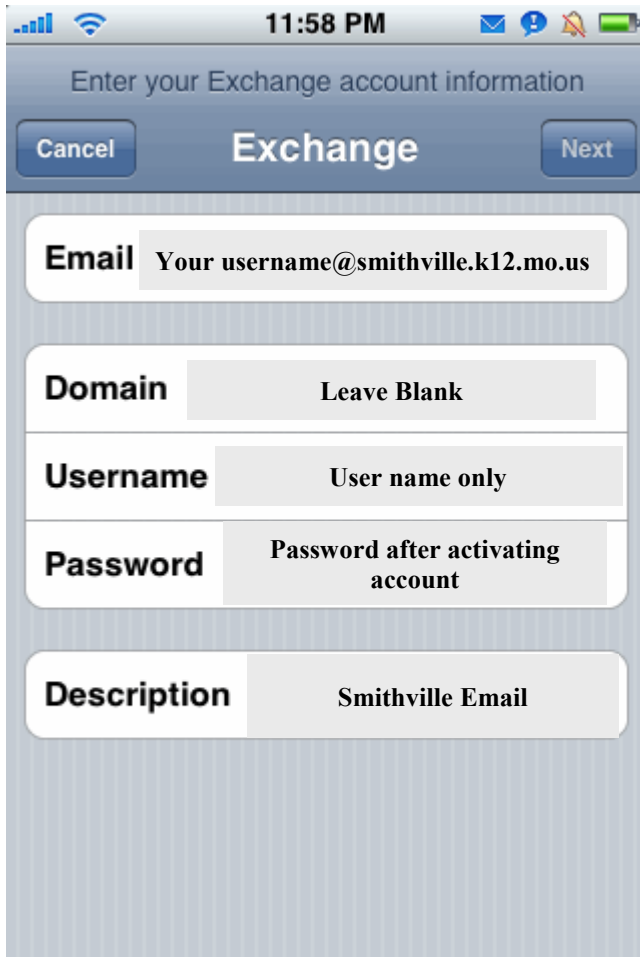 11:58 PM
Enter your Exchange account information
Cancel Exchange Next
Email Your username@smithville.k12.mo.us
Domain Leave Blank
Username User name only
Password Password after activating
account
Description Smithville Email